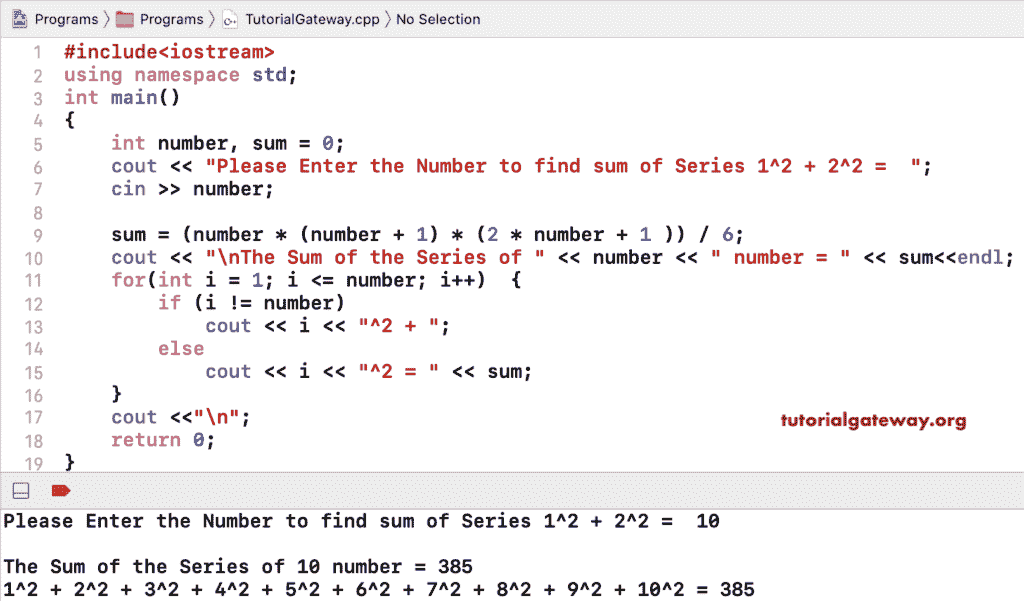 Programs 〉 Programs 〉 TutorialGateway.cpp 〉 No Selection
1 #include<iostream>
2 using namespace std;
3 int main()
4 {
5     int number, sum = 0;
6     cout << "Please Enter the Number to find sum of Series 1^2 + 2^2 =  ";
7     cin >> number;
8
9     sum = (number * (number + 1) * (2 * number + 1 )) / 6;
10     cout << "\nThe Sum of the Series of " << number << " number = " << sum<<endl;
11     for(int i = 1; i <= number; i++)  {
12         if (i != number)
13             cout << i << "^2 + ";
14         else
15             cout << i << "^2 = " << sum;
16     }
17     cout <<"\n";
tutorialgateway.org
18     return 0;
19 }
Please Enter the Number to find sum of Series 1^2 + 2^2 =  10
The Sum of the Series of 10 number = 385
1^2 + 2^2 + 3^2 + 4^2 + 5^2 + 6^2 + 7^2 + 8^2 + 9^2 + 10^2 = 385